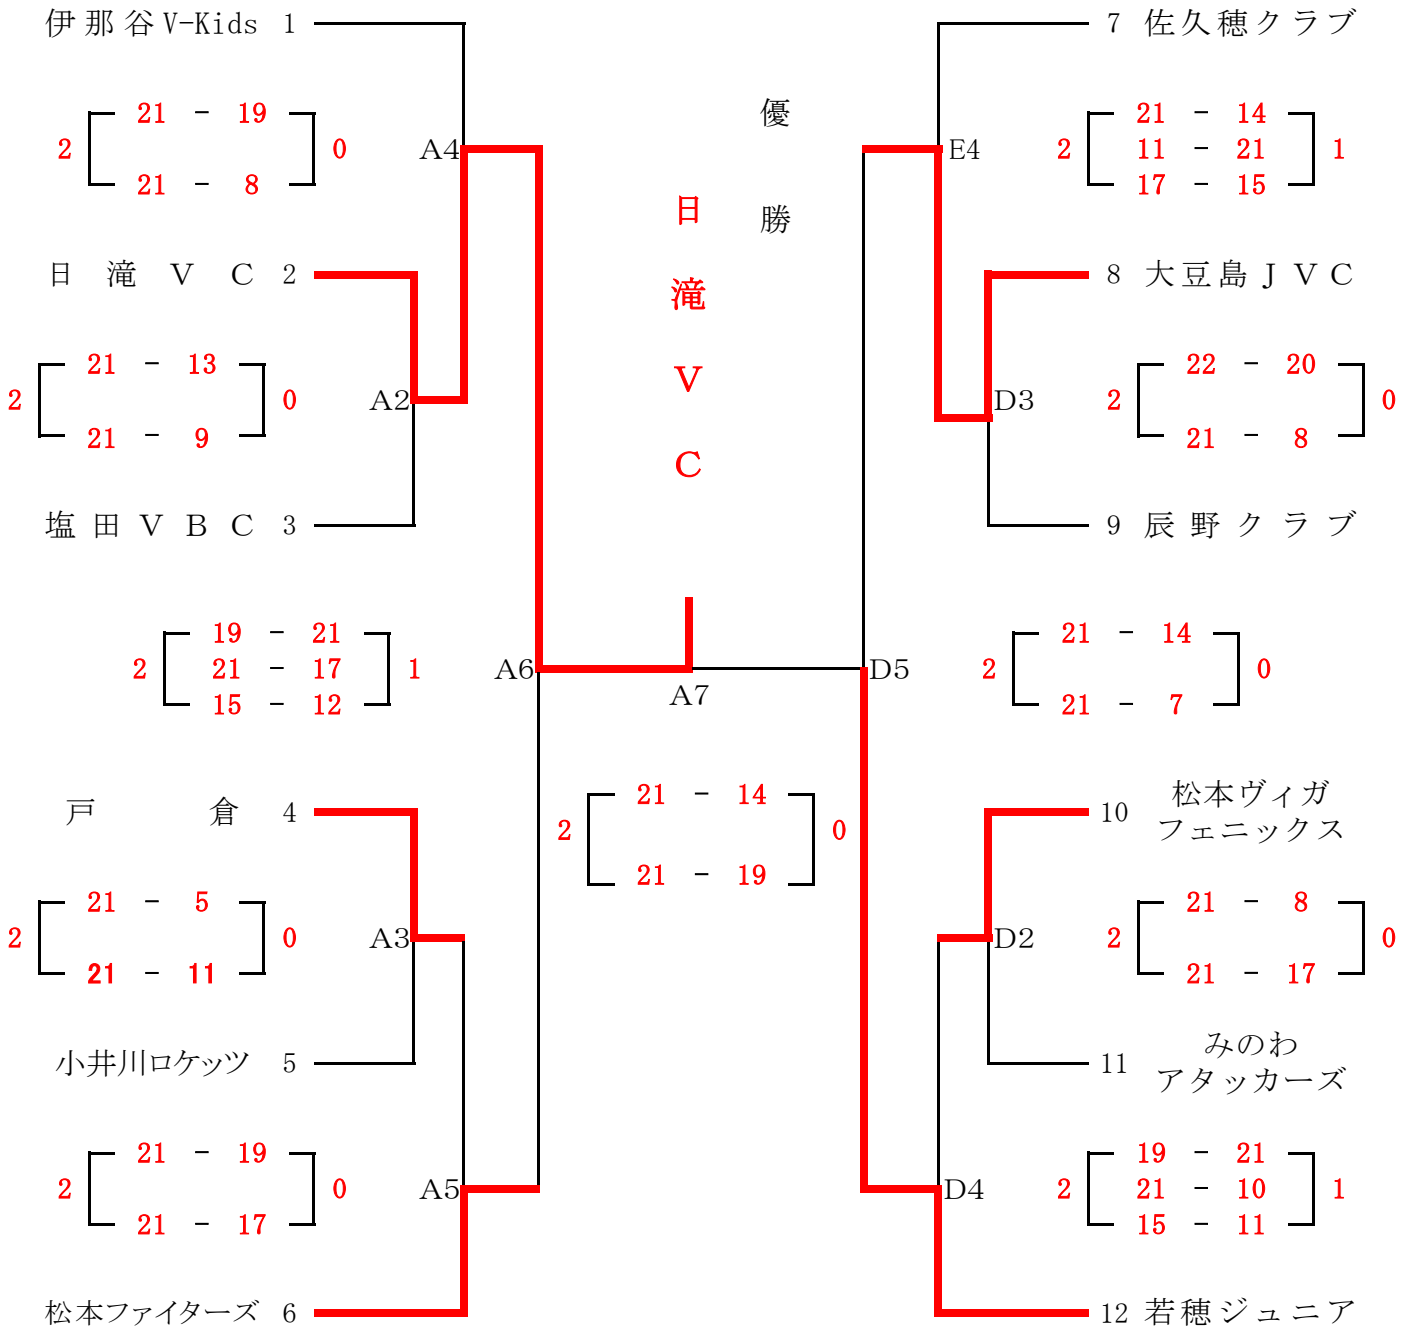 伊那谷V-Kids 1
2 21 - 19 0
21 - 8
A4
日滝VC 2
2 21 - 13 0
21 - 9
A2
塩田VBC 3
19 - 21
2 21 - 17 1
15 - 12
A6
戸倉 4
2 21 - 5 0
21 - 11
A3
小井川ロケッツ 5
2 21 - 19 0
21 - 17
A5
松本ファイターズ 6
優勝
日滝VC
A7
2 21 - 14 0
21 - 19
7 佐久穂クラブ
21 - 14
2 11 - 21 1
17 - 15
E4
8 大豆島JVC
2 22 - 20 0
21 - 8
D3
9 辰野クラブ
2 21 - 14 0
21 - 7
D5
10 松本ヴィガ
フェニックス
2 21 - 8 0
21 - 17
D2
11 みのわ
アタッカーズ
19 - 21
2 21 - 10 1
15 - 11
D4
12 若穂ジュニア